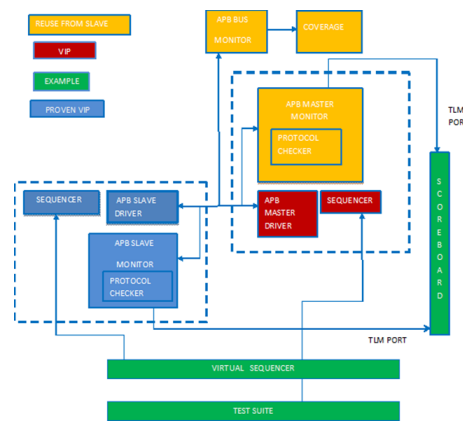 REUSE FROM SLAVE
VIP
EXAMPLE
PROVEN VIP
APB BUS
MONITOR
COVERAGE
APB MASTER
MONITOR
PROTOCOL
CHECKER
TLM
POR
SEQUENCER
APB SLAVE
DRIVER
APB
MASTER
DRIVER
SEQUENCER
SCOREBOARD
APB SLAVE
MONITOR
PROTOCOL
CHECKER
TLM PORT
VIRTUAL SEQUENCER
TEST SUITE